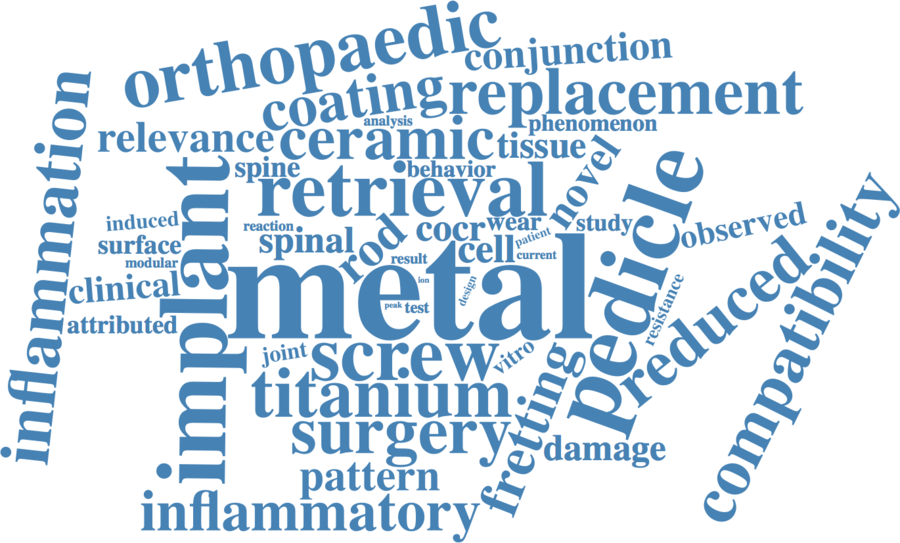 orthopaedic
conjunction
coating
replacement
analysis
relevance
ceramic
phenomenon
tissue
inflammation
spine
behavior
retrieval
novel
implant
pedicle
compatibility
induced
reaction
cocr
wear
study
observed
surface
spinal
rod
cell
patient
modular
result
current
metal
clinical
ion
design
peak
test
resistance
attributed
preduced
joint
screw
vitro
titanium
fretting
surgery
damage
pattern
inflammatory